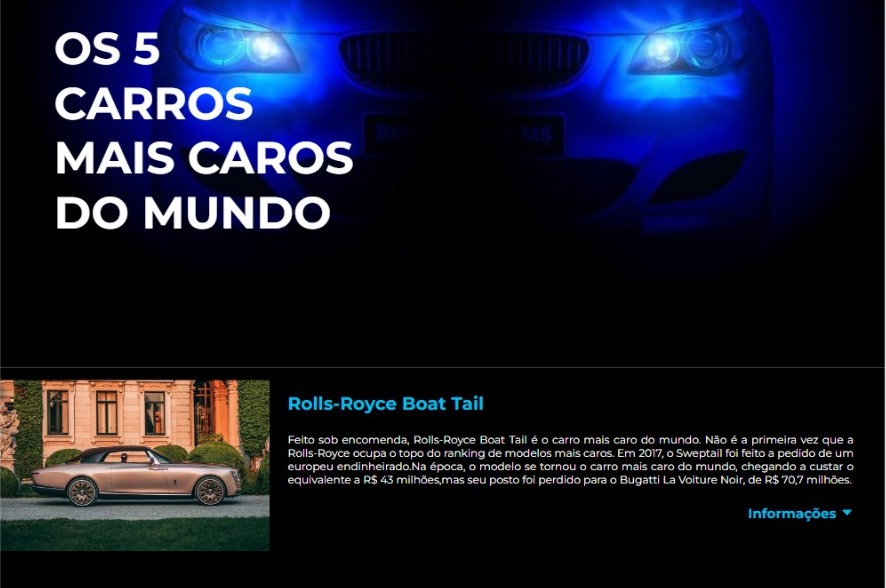 OS 5
CARROS
MAIS CAROS
DO MUNDO
Rolls-Royce Boat Tail
Feito sob encomenda, Rolls-Royce Boat Tail é o carro mais caro do mundo. Não é a primeira vez que a
Rolls-Royce ocupa o topo do ranking de modelos mais caros. Em 2017, o Sweptail foi feito a pedido de um
europeu endinheirado.Na época, o modelo se tornou o carro mais caro do mundo, chegando a custar o
equivalente a R$ 43 milhões,mas seu posto foi perdido para o Bugatti La Voiture Noir, de R$ 70,7 milhões.
Informações